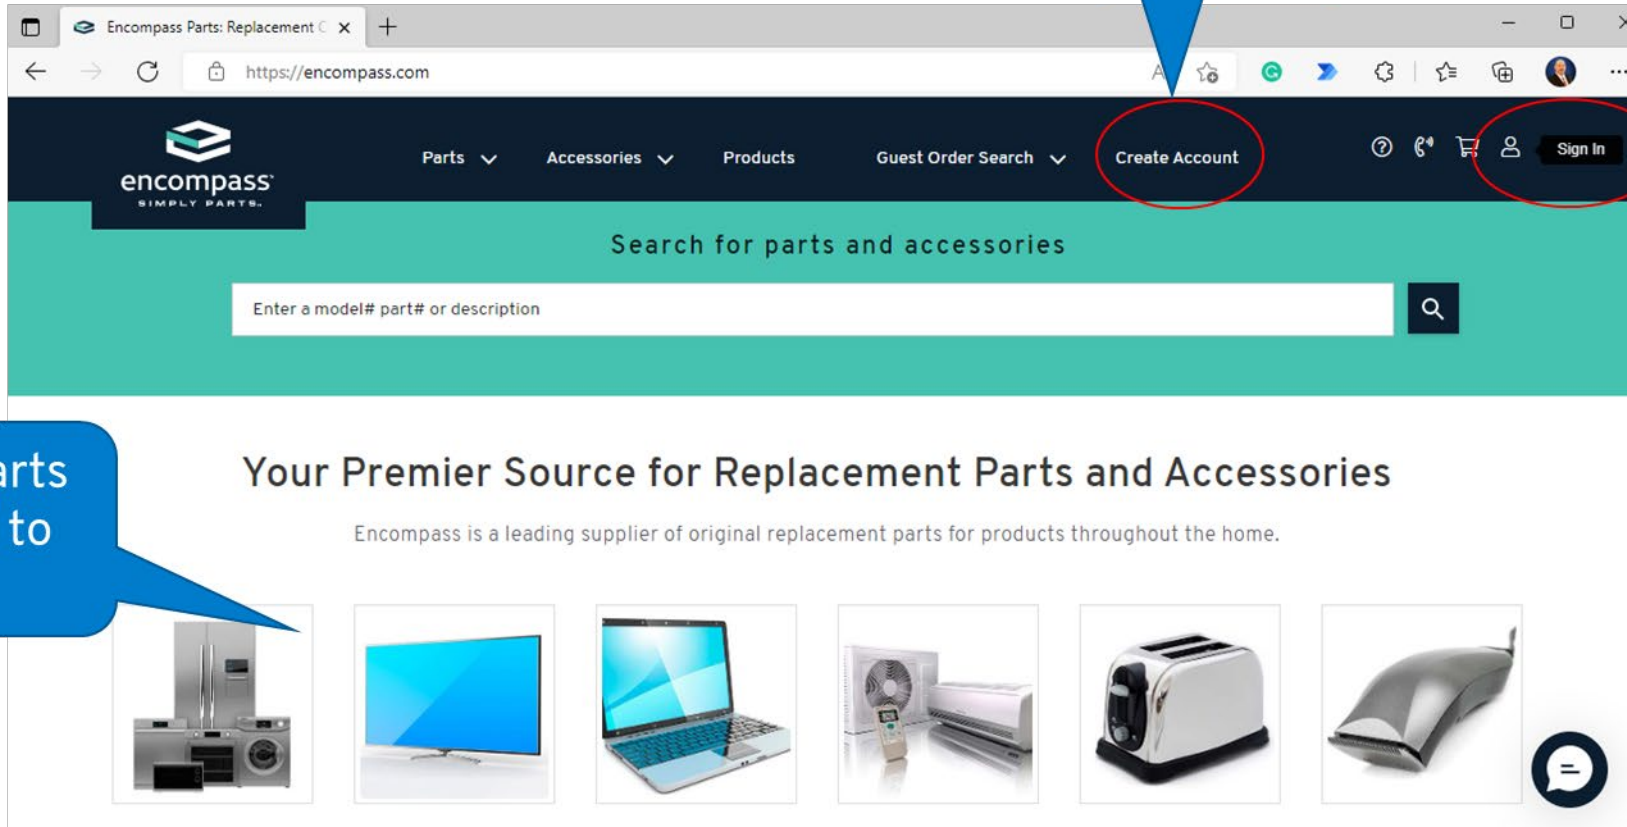 Encompass Parts: Replacement C
https://encompass.com
encompass
SIMPLY PARTS.
Parts
Accessories
Products
Guest Order Search
Create Account
Sign In
Search for parts and accessories
Enter a model# part# or description
Your Premier Source for Replacement Parts and Accessories
to
Encompass is a leading supplier of original replacement parts for products throughout the home.